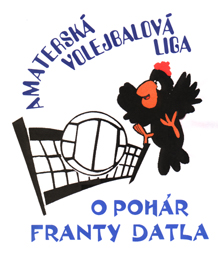 AMATERSKÁ
VOLEJBALOVÁ
LIGA
O POHÁR
FRANTY DATLA